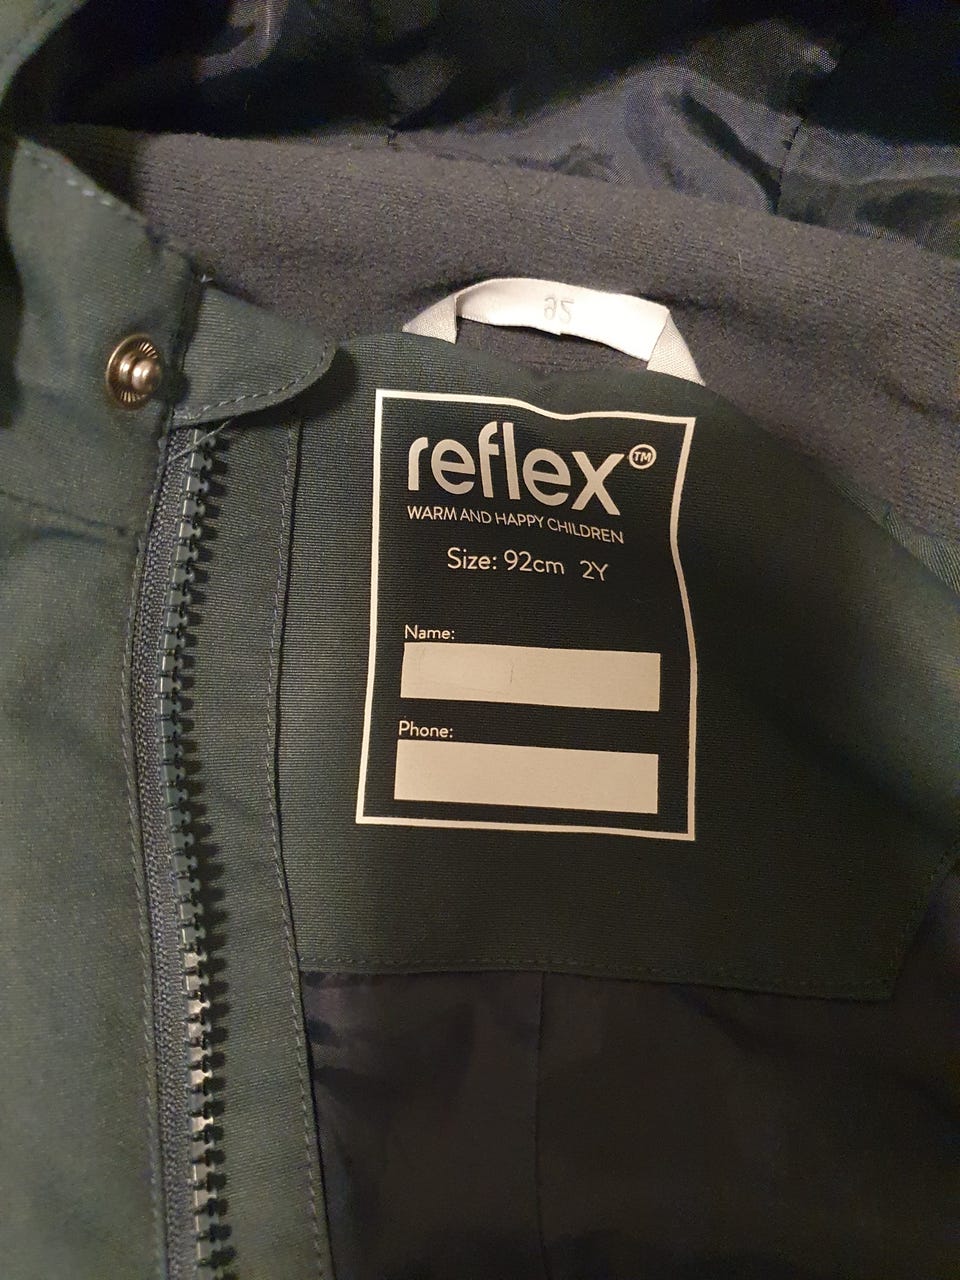 reflex™
WARM AND HAPPY CHILDREN
Size: 92cm 2Y
Name:
Phone: